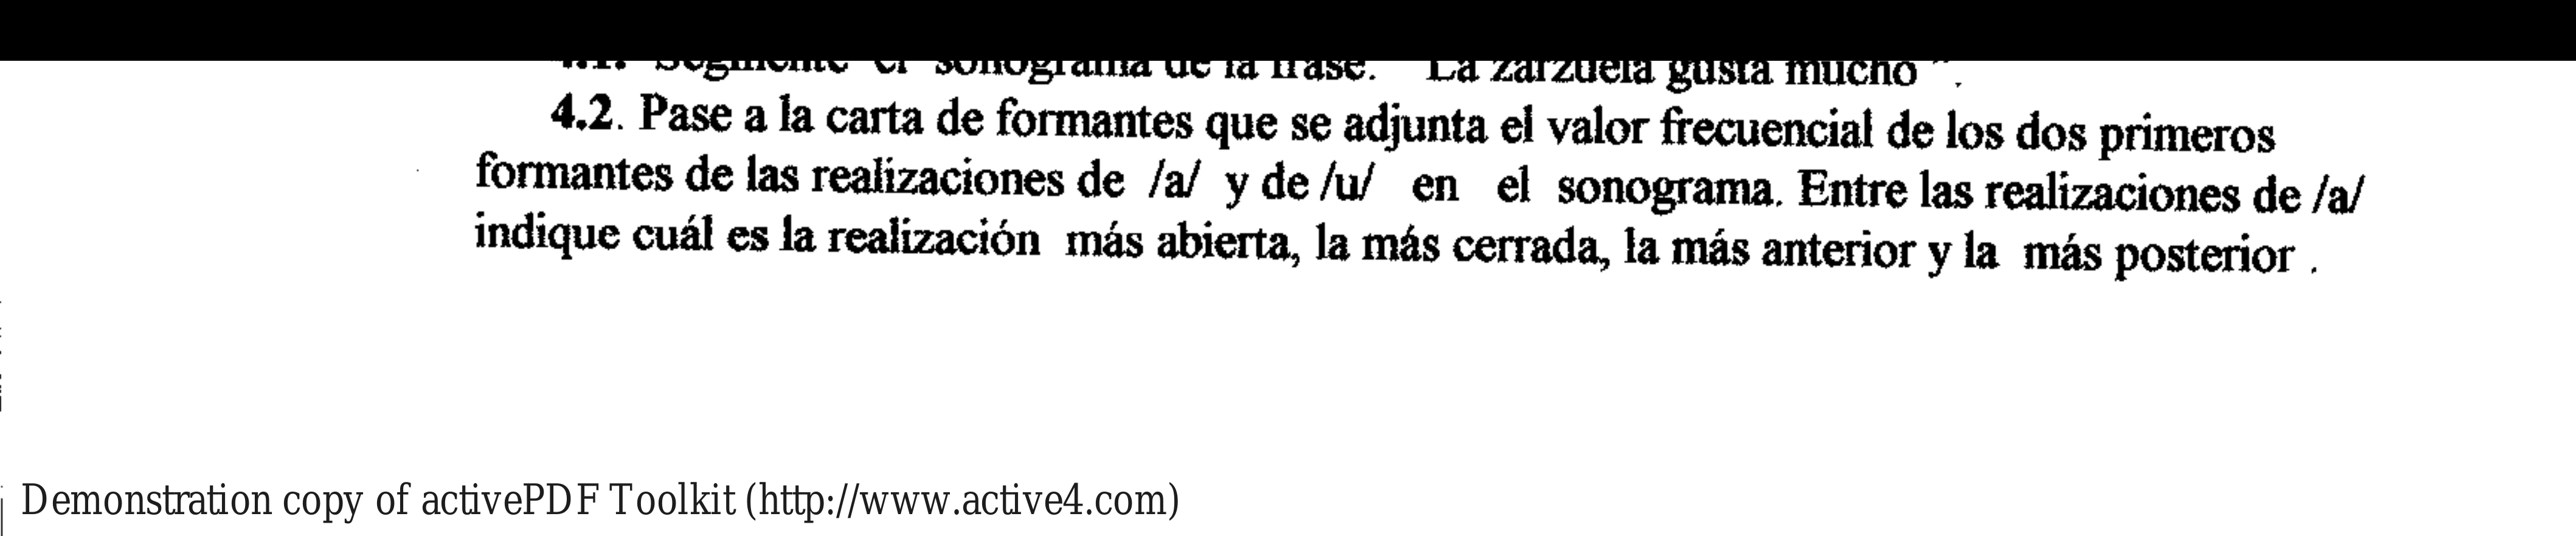 4.1. Segmente el sonograma de la frase: "La zarzuela gusta mucho".
4.2. Pase a la carta de formantes que se adjunta el valor frecuencial de los dos primeros
formantes de las realizaciones de /a/ y de /u/ en el sonograma. Entre las realizaciones de /a/
indique cuál es la realización más abierta, la más cerrada, la más anterior y la más posterior .
Demonstration copy of activePDF Toolkit (http://www.active4.com)